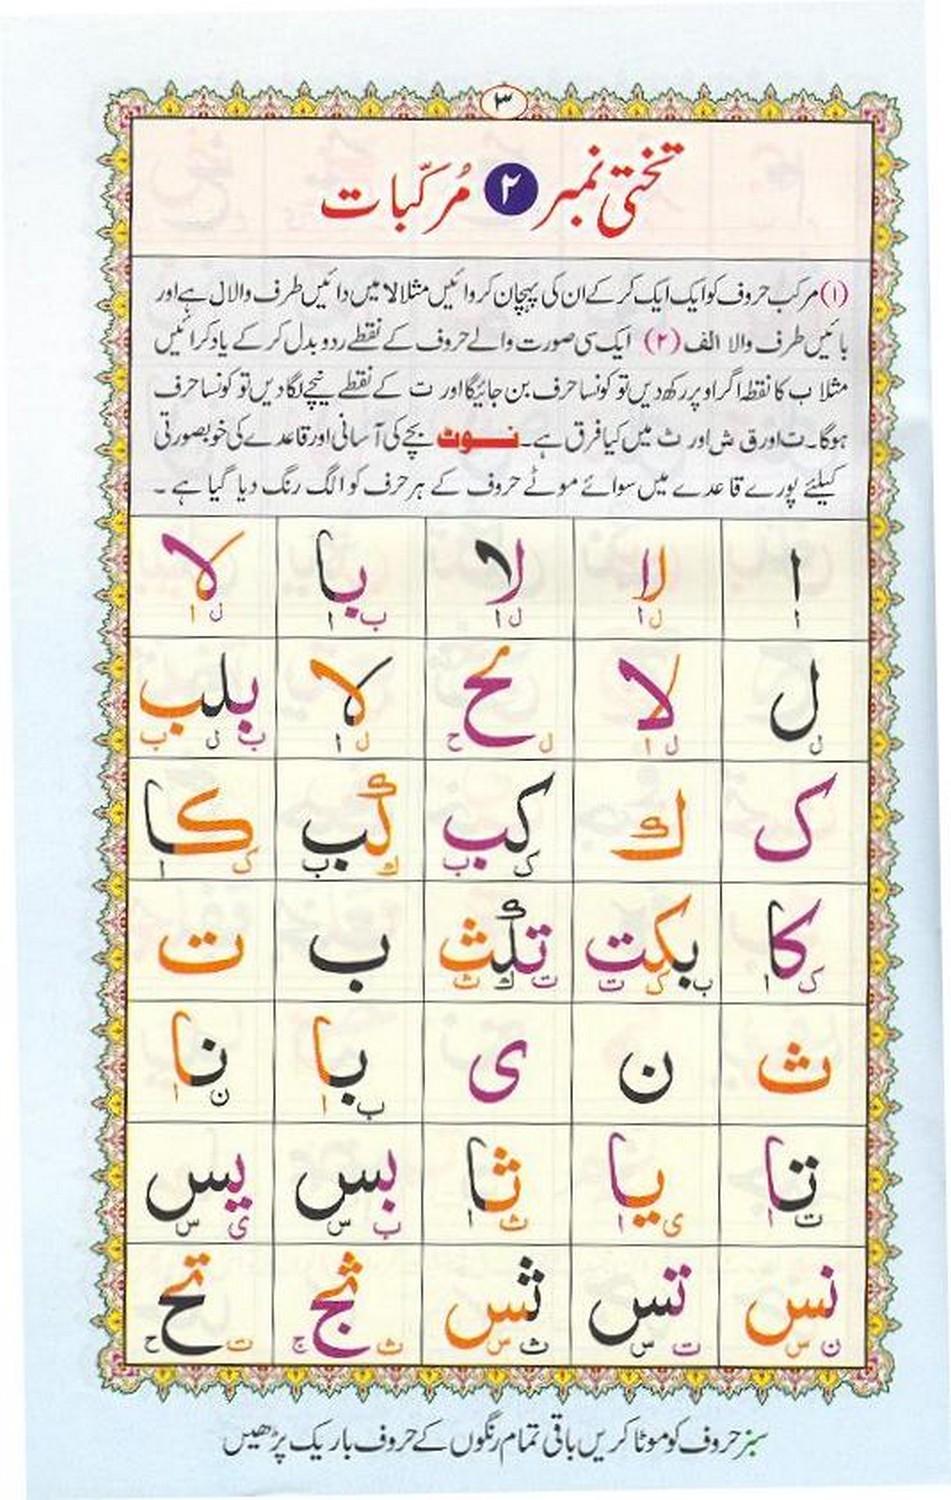 ۳
تختی نمبر ۲ مُرکّبات
(۱) مرکب حروف کو ایک ایک کر کے ان کی پہچان کروائیں مثلا لا میں دائیں طرف والا ل ہے اور
بائیں طرف والا الف (۲) ایک سی صورت والے حروف کے نقطے ردوبدل کر کے یاد کرائیں
مثلا ب کا نقطہ اگر اوپر رکھ دیں تو کونسا حرف بن جائیگا اور ت کے نقطے نیچے لگا دیں تو کونسا حرف
ہوگا۔ ت اور ق ش اور ث میں کیا فرق ہے۔ نوٹ بچے کی آسانی اور قاعدے کی خوبصورتی
کیلئے پورے قاعدے میں سوائے موٹے حروف کے ہر حرف کو الگ رنگ دیا گیا ہے۔
ا لا لا با لا
ا ل ا ل ا ب ا ل ا
ل لا لح لا بلب
ل ل ا ل ح ل ا ب ل ب
ک ك کب كب کا
ک ب ك ب ک ا
کا بکت تكث ب ت
ک ا ب ک ت ت ك ث
ث ن ی با نا
ب ا ن ا
تا یا ثا بس یس
ت ا ی ا ث ا ب س ی س
نس تس ثس ثج تح
ن س ت س ث س ث ج ت ح
سبز حروف کو موٹا کریں باقی تمام رنگوں کے حروف باریک پڑھیں